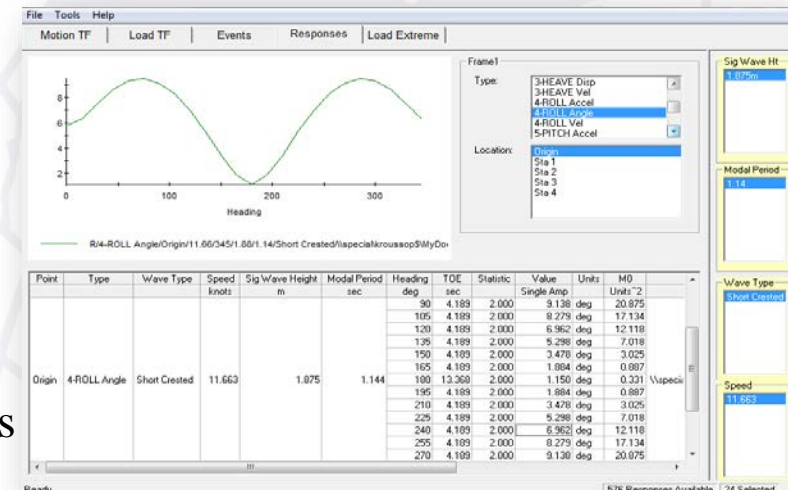 File Tools Help
Motion TF Load TF Events Responses Load Extreme
8
6
4
2
0 100 200 300
Heading
R/4-ROLL Angle/Origin/11.66/345/1.88/1.14/Short Crested/\\special\kroussop$\MyDo
Frame1
Type:
3-HEAVE Disp
3-HEAVE Vel
4-ROLL Accel
4-ROLL Angle
4-ROLL Vel
5-PITCH Accel
Location:
Origin
Sta 1
Sta 2
Sta 3
Sta 4
Sig Wave Ht
1.875m
Modal Period
1.14
Wave Type
Short Crested
Speed
11.663
Point Type Wave Type Speed Sig Wave Height Modal Period Heading TOE Statistic Value Units M0
knots m sec deg sec Single Amp Units^2
90 4.189 2.000 9.138 deg 20.875
105 4.189 2.000 8.279 deg 17.134
120 4.189 2.000 6.962 deg 12.118
135 4.189 2.000 5.298 deg 7.018
150 4.189 2.000 3.478 deg 3.025
165 4.189 2.000 1.884 deg 0.887
Origin 4-ROLL Angle Short Crested 11.663 1.875 1.144 180 13.368 2.000 1.150 deg 0.331 \\specia
195 4.189 2.000 1.884 deg 0.887
210 4.189 2.000 3.478 deg 3.025
225 4.189 2.000 5.298 deg 7.018
240 4.189 2.000 6.962 deg 12.118
255 4.189 2.000 8.279 deg 17.134
270 4.189 2.000 9.138 deg 20.875
s
Ready 576 Responses Available 24 Selected